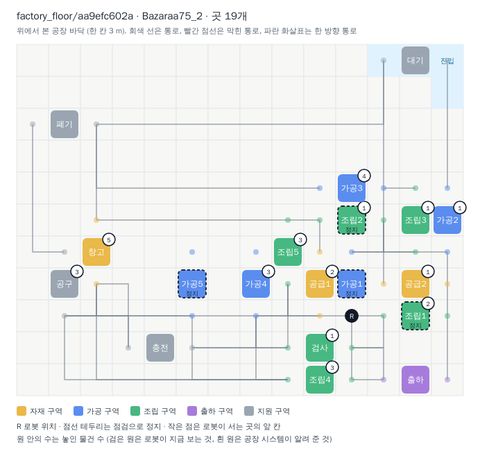 factory_floor/aa9efc602a · Bazaraa75_2 · 곳 19개
위에서 본 공장 바닥 (한 칸 3 m). 회색 선은 통로, 빨간 점선은 막힌 통로, 파란 화살표는 한 방향 통로
대기
폐기
4
가공3
1
조립2
정지
1
조립3
1
가공2
5
창고
3
조립5
3
공구
가공5
정지
3
가공4
공급1
가공1
정지
1
공급2
2
조립1
정지
R
충전
1
검사
3
조립4
출하
자재 구역
가공 구역
조립 구역
출하 구역
지원 구역
R 로봇 위치 · 점선 테두리는 점검으로 정지 · 작은 점은 로봇이 서는 곳의 앞 칸
원 안의 수는 놓인 물건 수 (검은 원은 로봇이 지금 보는 것, 흰 원은 공장 시스템이 알려 준 것)